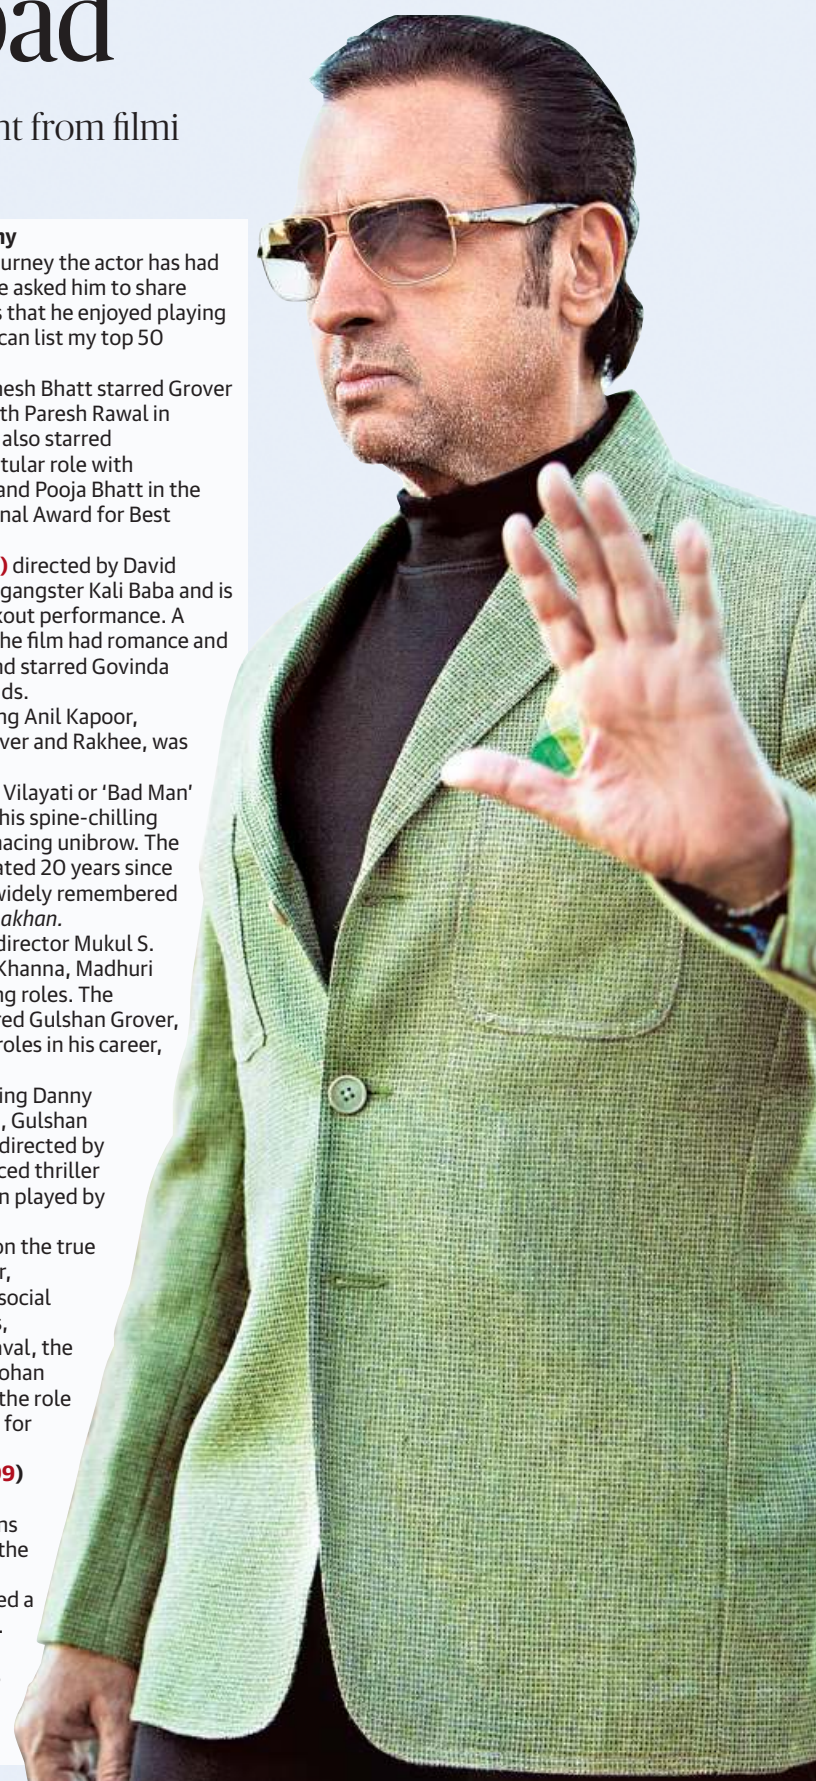 ad
nt from filmi
ny
urney the actor has had
e asked him to share
s that he enjoyed playing
can list my top 50
nesh Bhatt starred Grover
th Paresh Rawal in
also starred
tular role with
and Pooja Bhatt in the
nal Award for Best
) directed by David
gangster Kali Baba and is
kout performance. A
he film had romance and
nd starred Govinda
ds.
ng Anil Kapoor,
ver and Rakhee, was
Vilayati or ‘Bad Man’
his spine-chilling
nacing unibrow. The
ated 20 years since
widely remembered
akhan.
director Mukul S.
Khanna, Madhuri
ng roles. The
red Gulshan Grover,
roles in his career,
ing Danny
, Gulshan
directed by
ced thriller
n played by
on the true
r,
social
s,
aval, the
ohan
the role
for
99)
ns
the
ed a
.